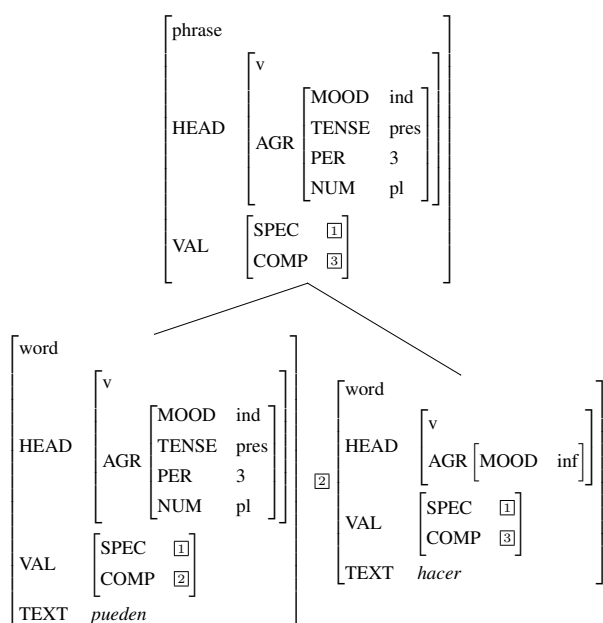 phrase
HEAD
v
AGR
MOOD ind
TENSE pres
PER 3
NUM pl
VAL
SPEC 1
COMP 3
word
HEAD
v
AGR
MOOD ind
TENSE pres
PER 3
NUM pl
VAL
SPEC 1
COMP 2
TEXT pueden
2
word
HEAD
v
AGR MOOD inf
VAL
SPEC 1
COMP 3
TEXT hacer